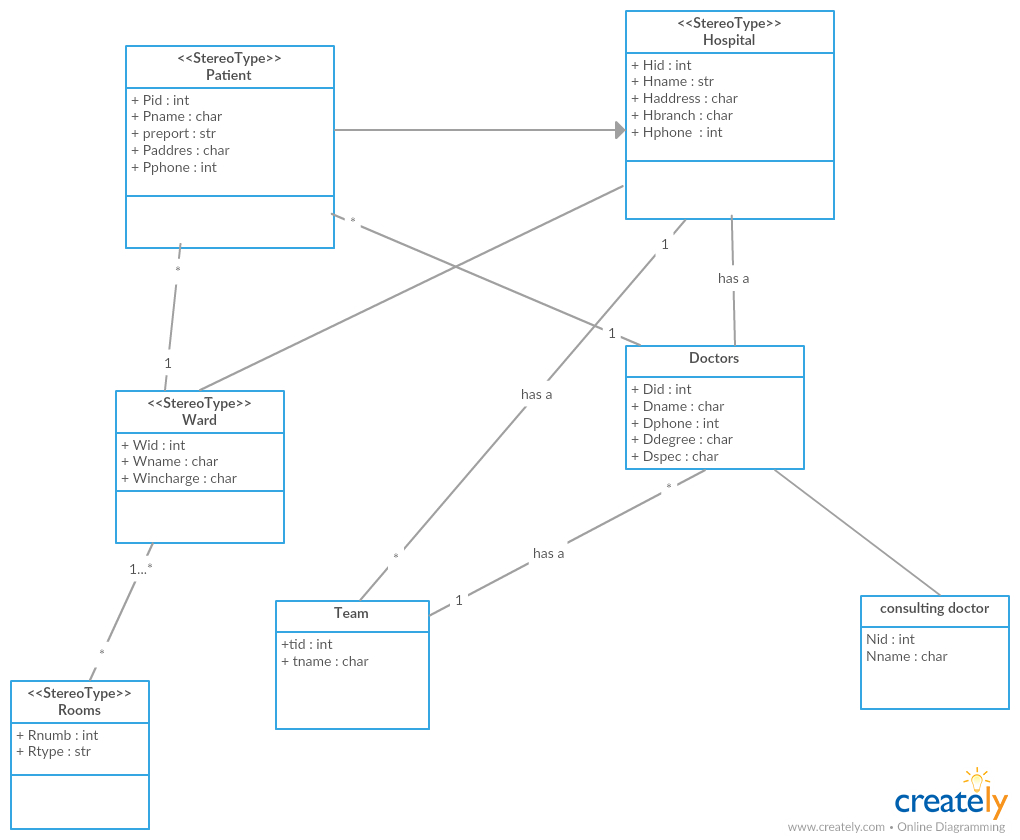 <<StereoType>>
Patient
+ Pid : int
+ Pname : char
+ preport : str
+ Paddres : char
+ Pphone : int
<<StereoType>>
Hospital
+ Hid : int
+ Hname : str
+ Haddress : char
+ Hbranch : char
+ Hphone  : int
*
*
1
1
has a
1
has a
<<StereoType>>
Ward
+ Wid : int
+ Wname : char
+ Wincharge : char
Doctors
+ Did : int
+ Dname : char
+ Dphone : int
+ Ddegree : char
+ Dspec : char
*
has a
*
1
1...*
*
Team
+tid : int
+ tname : char
consulting doctor
Nid : int
Nname : char
<<StereoType>>
Rooms
+ Rnumb : int
+ Rtype : str
creately
www.creately.com • Online Diagramming